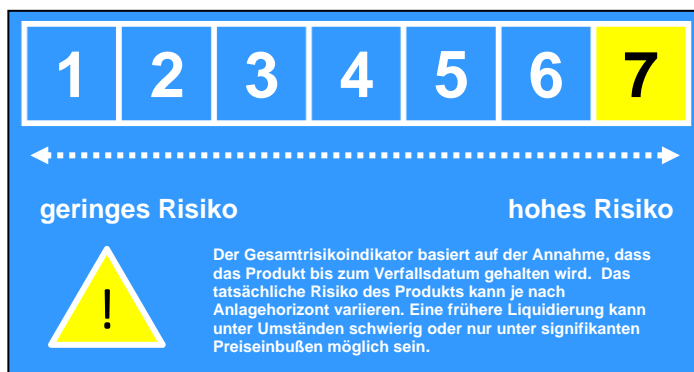 1 2 3 4 5 6 7
geringes Risiko hohes Risiko
!
Der Gesamtrisikoindikator basiert auf der Annahme, dass
das Produkt bis zum Verfallsdatum gehalten wird. Das
tatsächliche Risiko des Produkts kann je nach
Anlagehorizont variieren. Eine frühere Liquidierung kann
unter Umständen schwierig oder nur unter signifikanten
Preiseinbußen möglich sein.